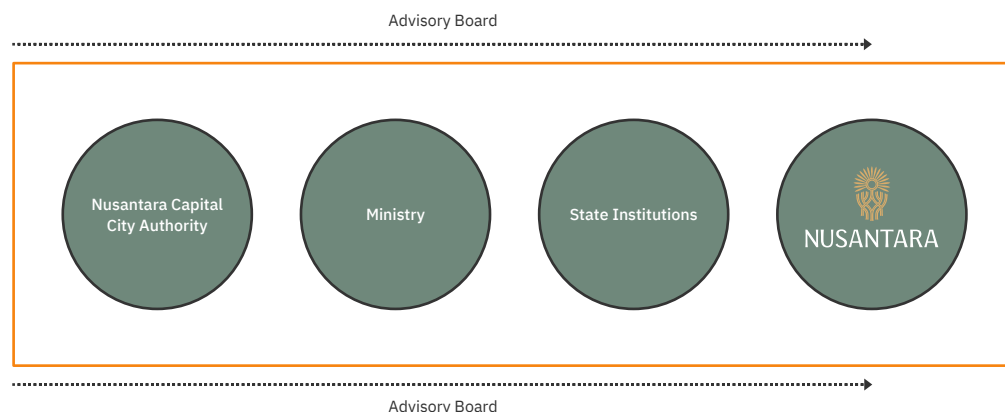 Advisory Board
Nusantara Capital
City Authority
Ministry
State Institutions
NUSANTARA
Advisory Board